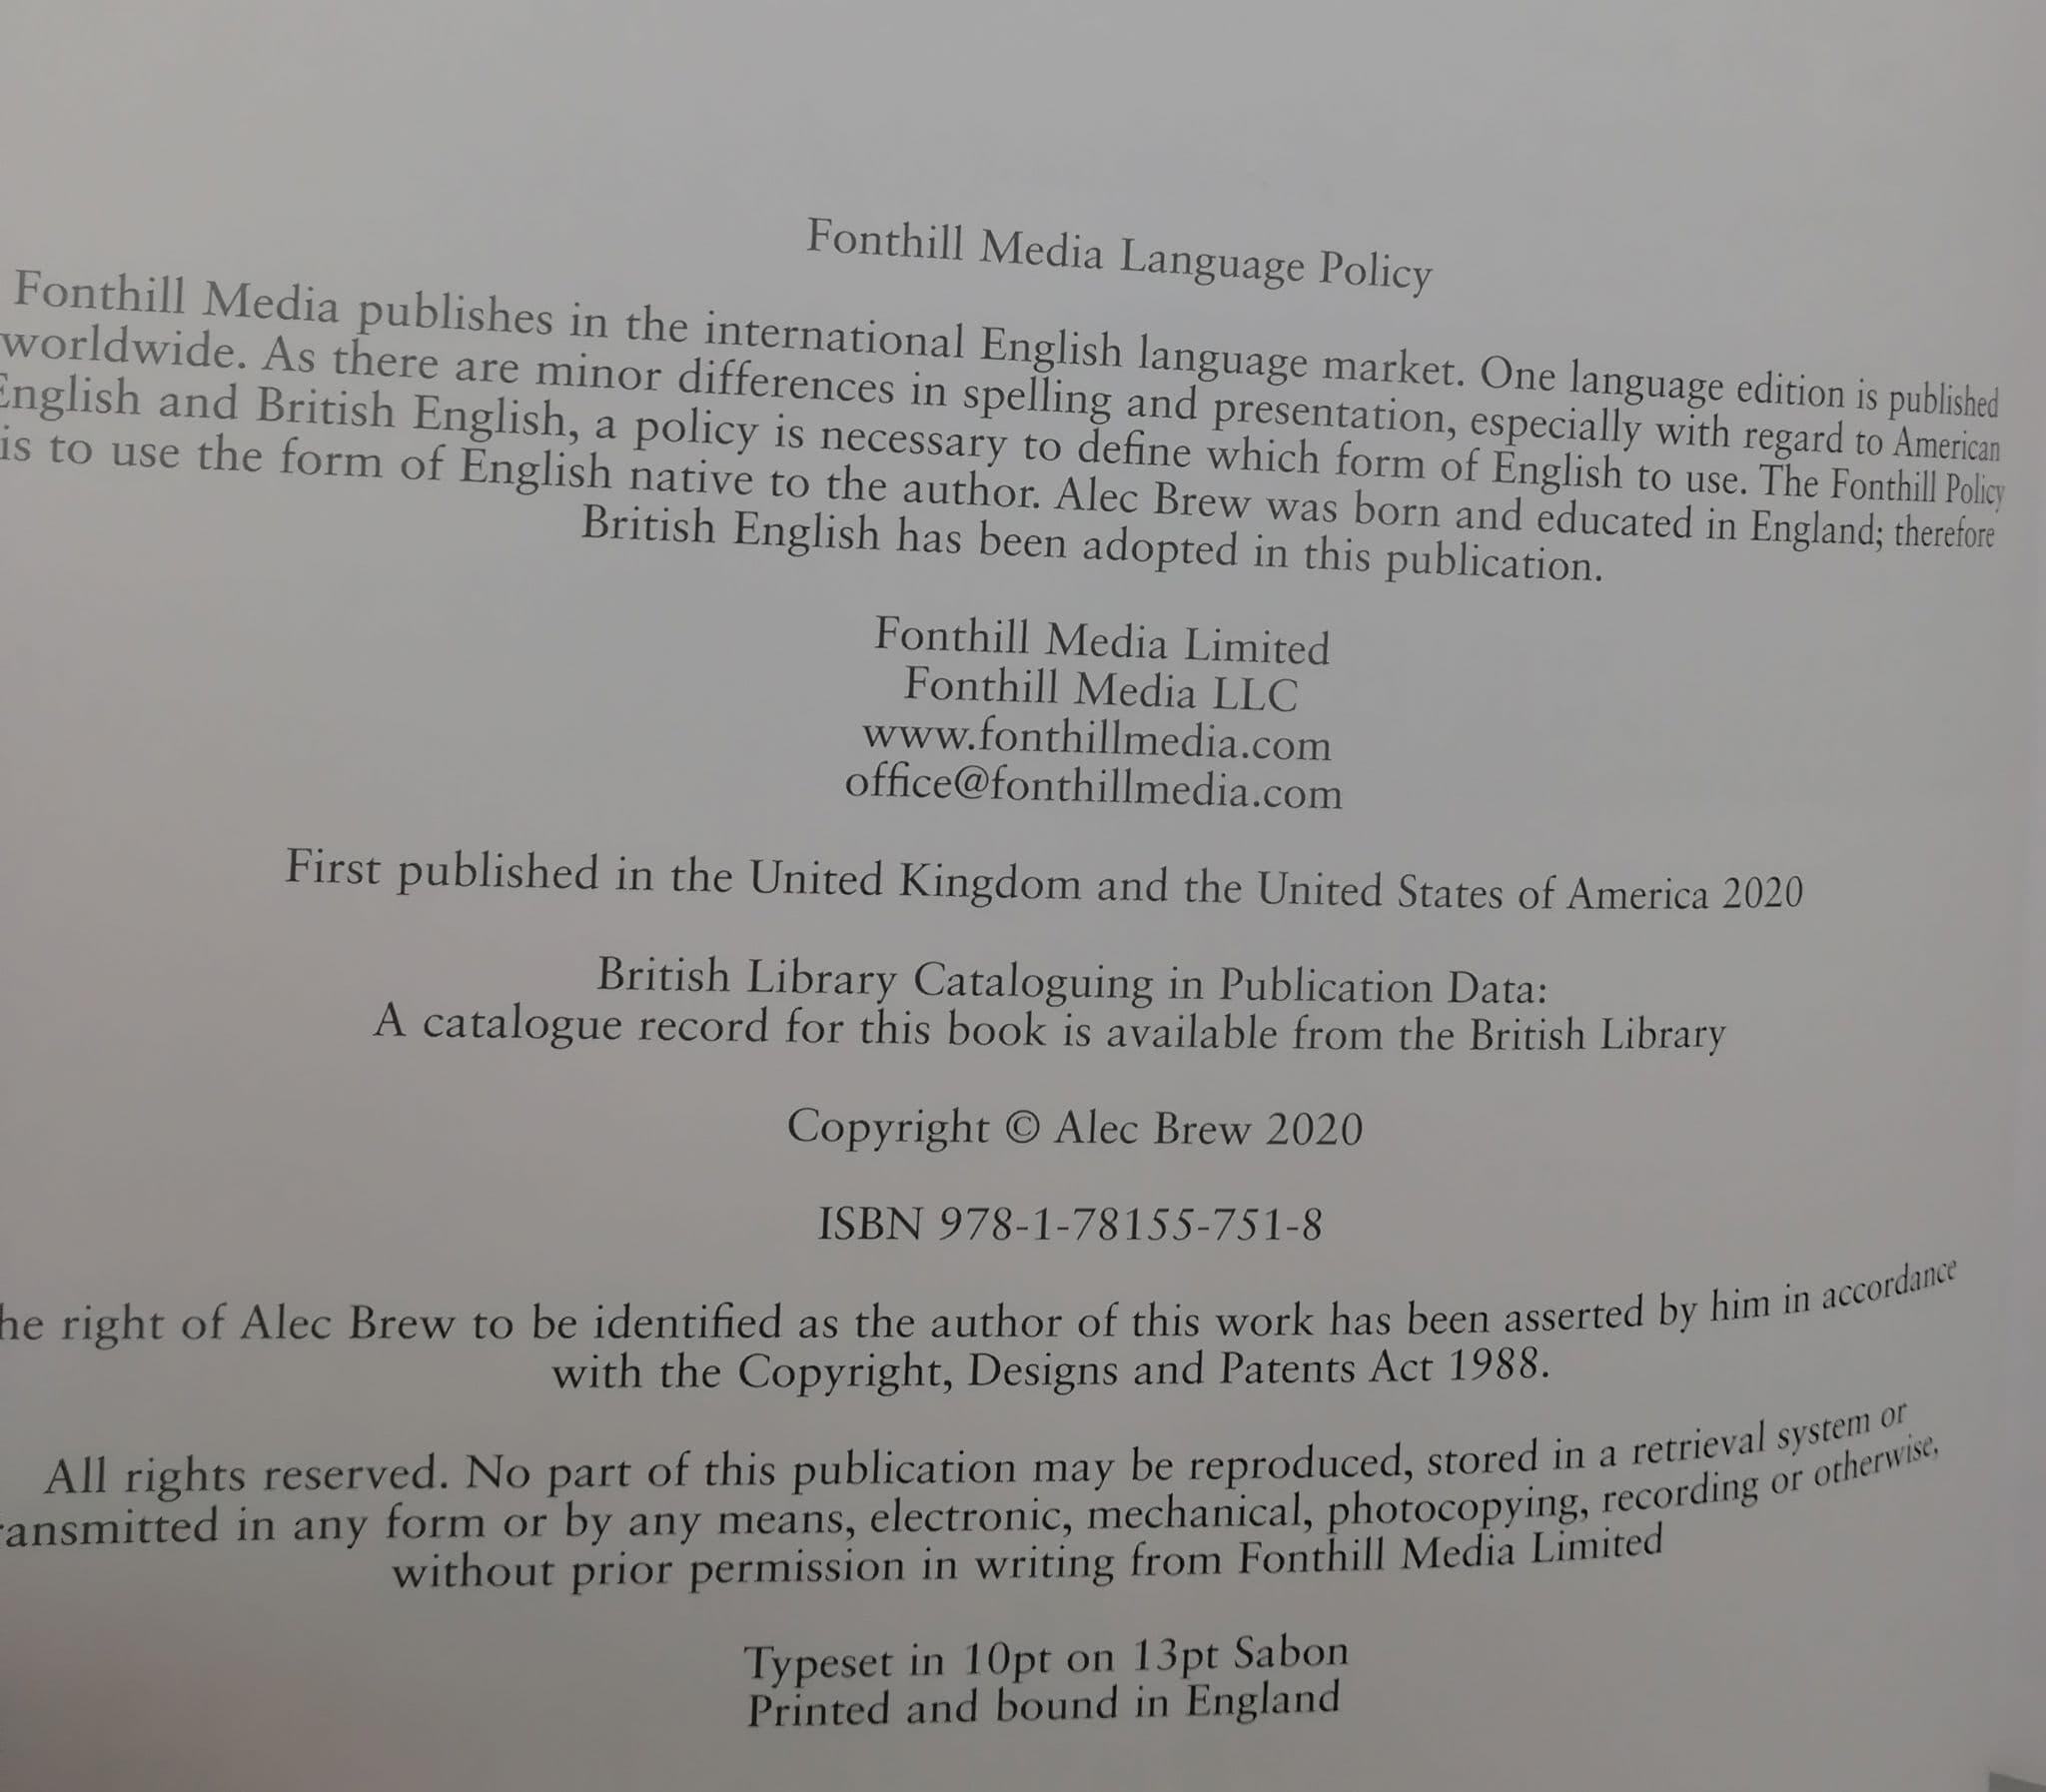 Fonthill Media Language Policy
Fonthill Media publishes in the international English language market. One language edition is published
worldwide. As there are minor differences in spelling and presentation, especially with regard to American
English and British English, a policy is necessary to define which form of English to use. The Fonthill Policy
is to use the form of English native to the author. Alec Brew was born and educated in England; therefore
British English has been adopted in this publication.
Fonthill Media Limited
Fonthill Media LLC
www.fonthillmedia.com
office@fonthillmedia.com
First published in the United Kingdom and the United States of America 2020
British Library Cataloguing in Publication Data:
A catalogue record for this book is available from the British Library
Copyright © Alec Brew 2020
ISBN 978-1-78155-751-8
he right of Alec Brew to be identified as the author of this work has been asserted by him in accordance
with the Copyright, Designs and Patents Act 1988.
All rights reserved. No part of this publication may be reproduced, stored in a retrieval system or
ransmitted in any form or by any means, electronic, mechanical, photocopying, recording or otherwise,
without prior permission in writing from Fonthill Media Limited
Typeset in 10pt on 13pt Sabon
Printed and bound in England